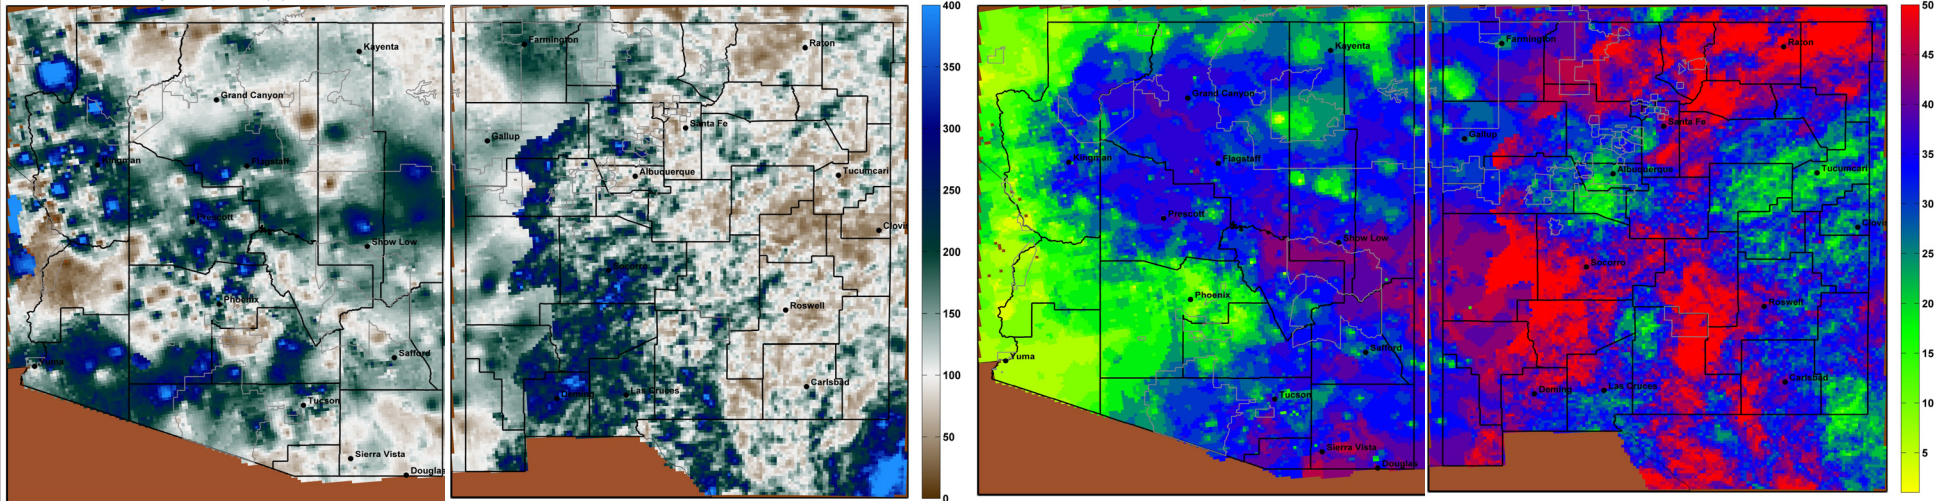 Kayenta
Grand Canyon
Kingman
Flagstaff
Prescott
Show Low
Phoenix
Safford
Yuma
Tucson
Sierra Vista
Douglas
Farmington
Raton
Gallup
Santa Fe
Albuquerque
Tucumcari
Clovi
Socorro
Roswell
Deming
Las Cruces
Carlsbad
400
350
300
250
200
150
100
50
0
Kayenta
Grand Canyon
Kingman
Flagstaff
Prescott
Show Low
Phoenix
Safford
Yuma
Tucson
Sierra Vista
Douglas
Farmington
Raton
Gallup
Santa Fe
Albuquerque
Tucumcari
Clovi
Socorro
Roswell
Deming
Las Cruces
Carlsbad
50
45
40
35
30
25
20
15
10
5